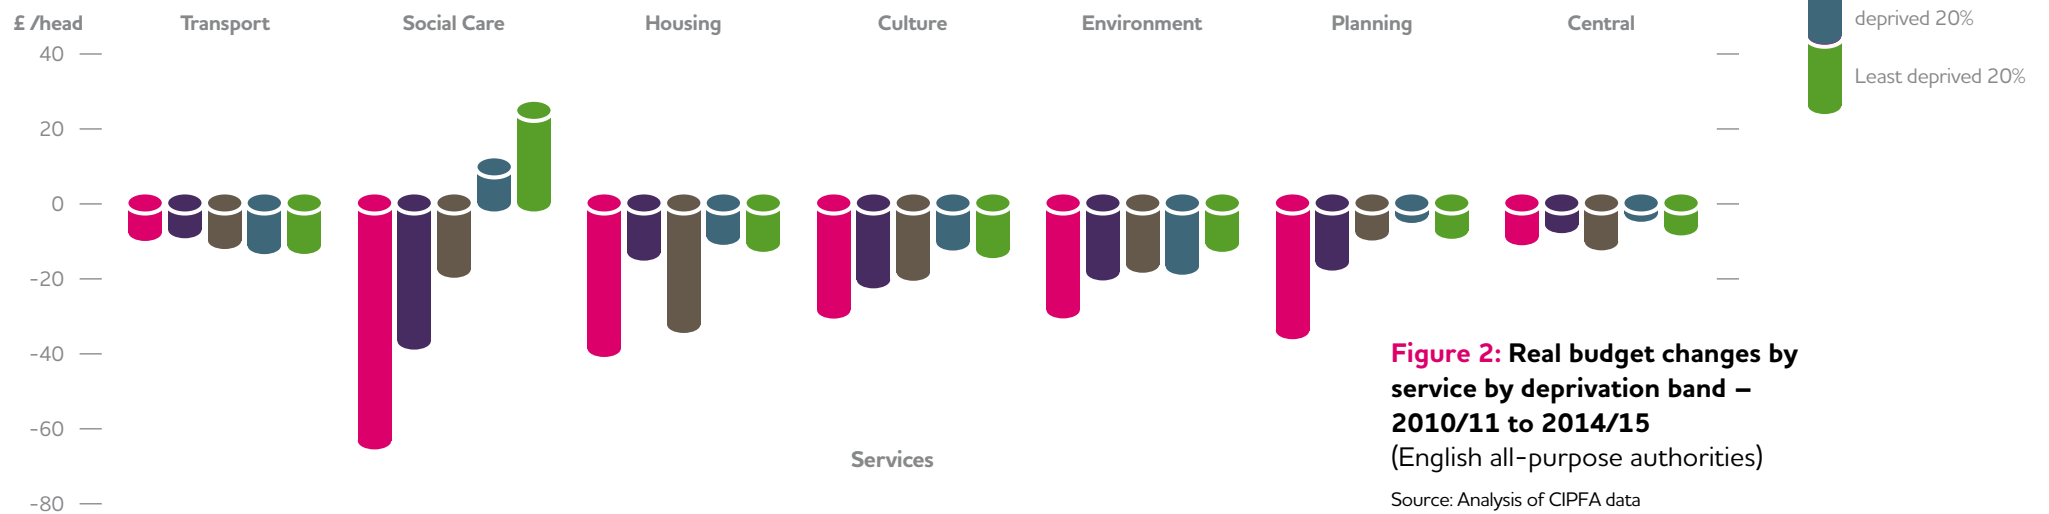 £ /head Transport Social Care Housing Culture Environment Planning Central
deprived 20%
40
Least deprived 20%
20
0
-20
-40
-60
-80
Services
Figure 2: Real budget changes by
service by deprivation band –
2010/11 to 2014/15
(English all-purpose authorities)
Source: Analysis of CIPFA data